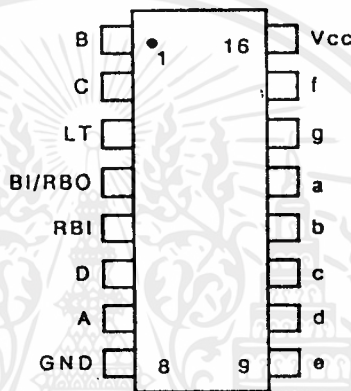 B 1 16 Vcc
C f
LT g
BI/RBO a
RBI b
D c
A d
GND 8 9 e